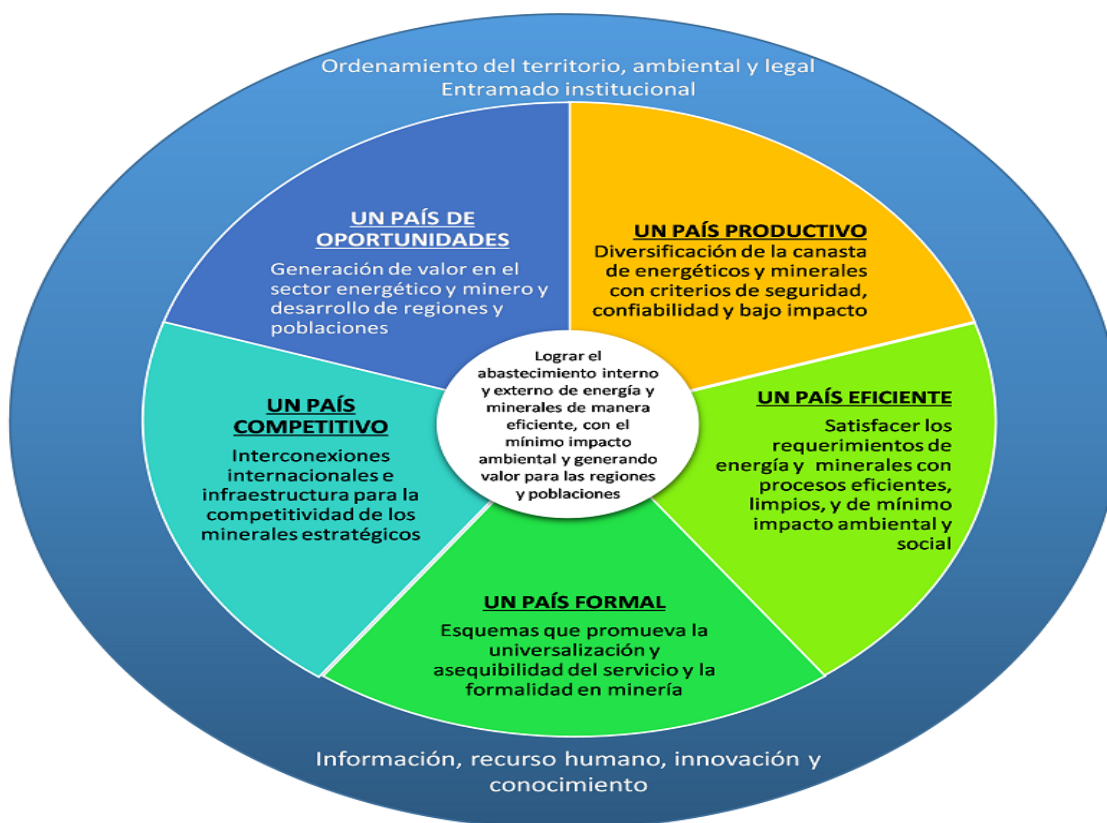 Ordenamiento del territorio, ambiental y legal
Entramado institucional
UN PAÍS DE
OPORTUNIDADES
Generación de valor en el
sector energético y minero y
desarrollo de regiones y
poblaciones
UN PAÍS PRODUCTIVO
Diversificación de la canasta
de energéticos y minerales
con criterios de seguridad,
confiabilidad y bajo impacto
Lograr el
abastecimiento interno
y externo de energía y
minerales de manera
eficiente, con el
mínimo impacto
ambiental y generando
valor para las regiones
y poblaciones
UN PAÍS
COMPETITIVO
Interconexiones
internacionales e
infraestructura para la
competitividad de los
minerales estratégicos
UN PAÍS EFICIENTE
Satisfacer los
requerimientos de
energía y minerales con
procesos eficientes,
limpios, y de mínimo
impacto ambiental y
social
UN PAÍS FORMAL
Esquemas que promueva la
universalización y
asequibilidad del servicio y la
formalidad en minería
Información, recurso humano, innovación y
conocimiento